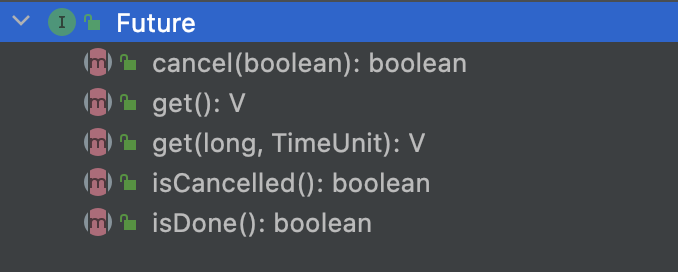 I Future
m cancel(boolean): boolean
m get(): V
m get(long, TimeUnit): V
m isCancelled(): boolean
m isDone(): boolean